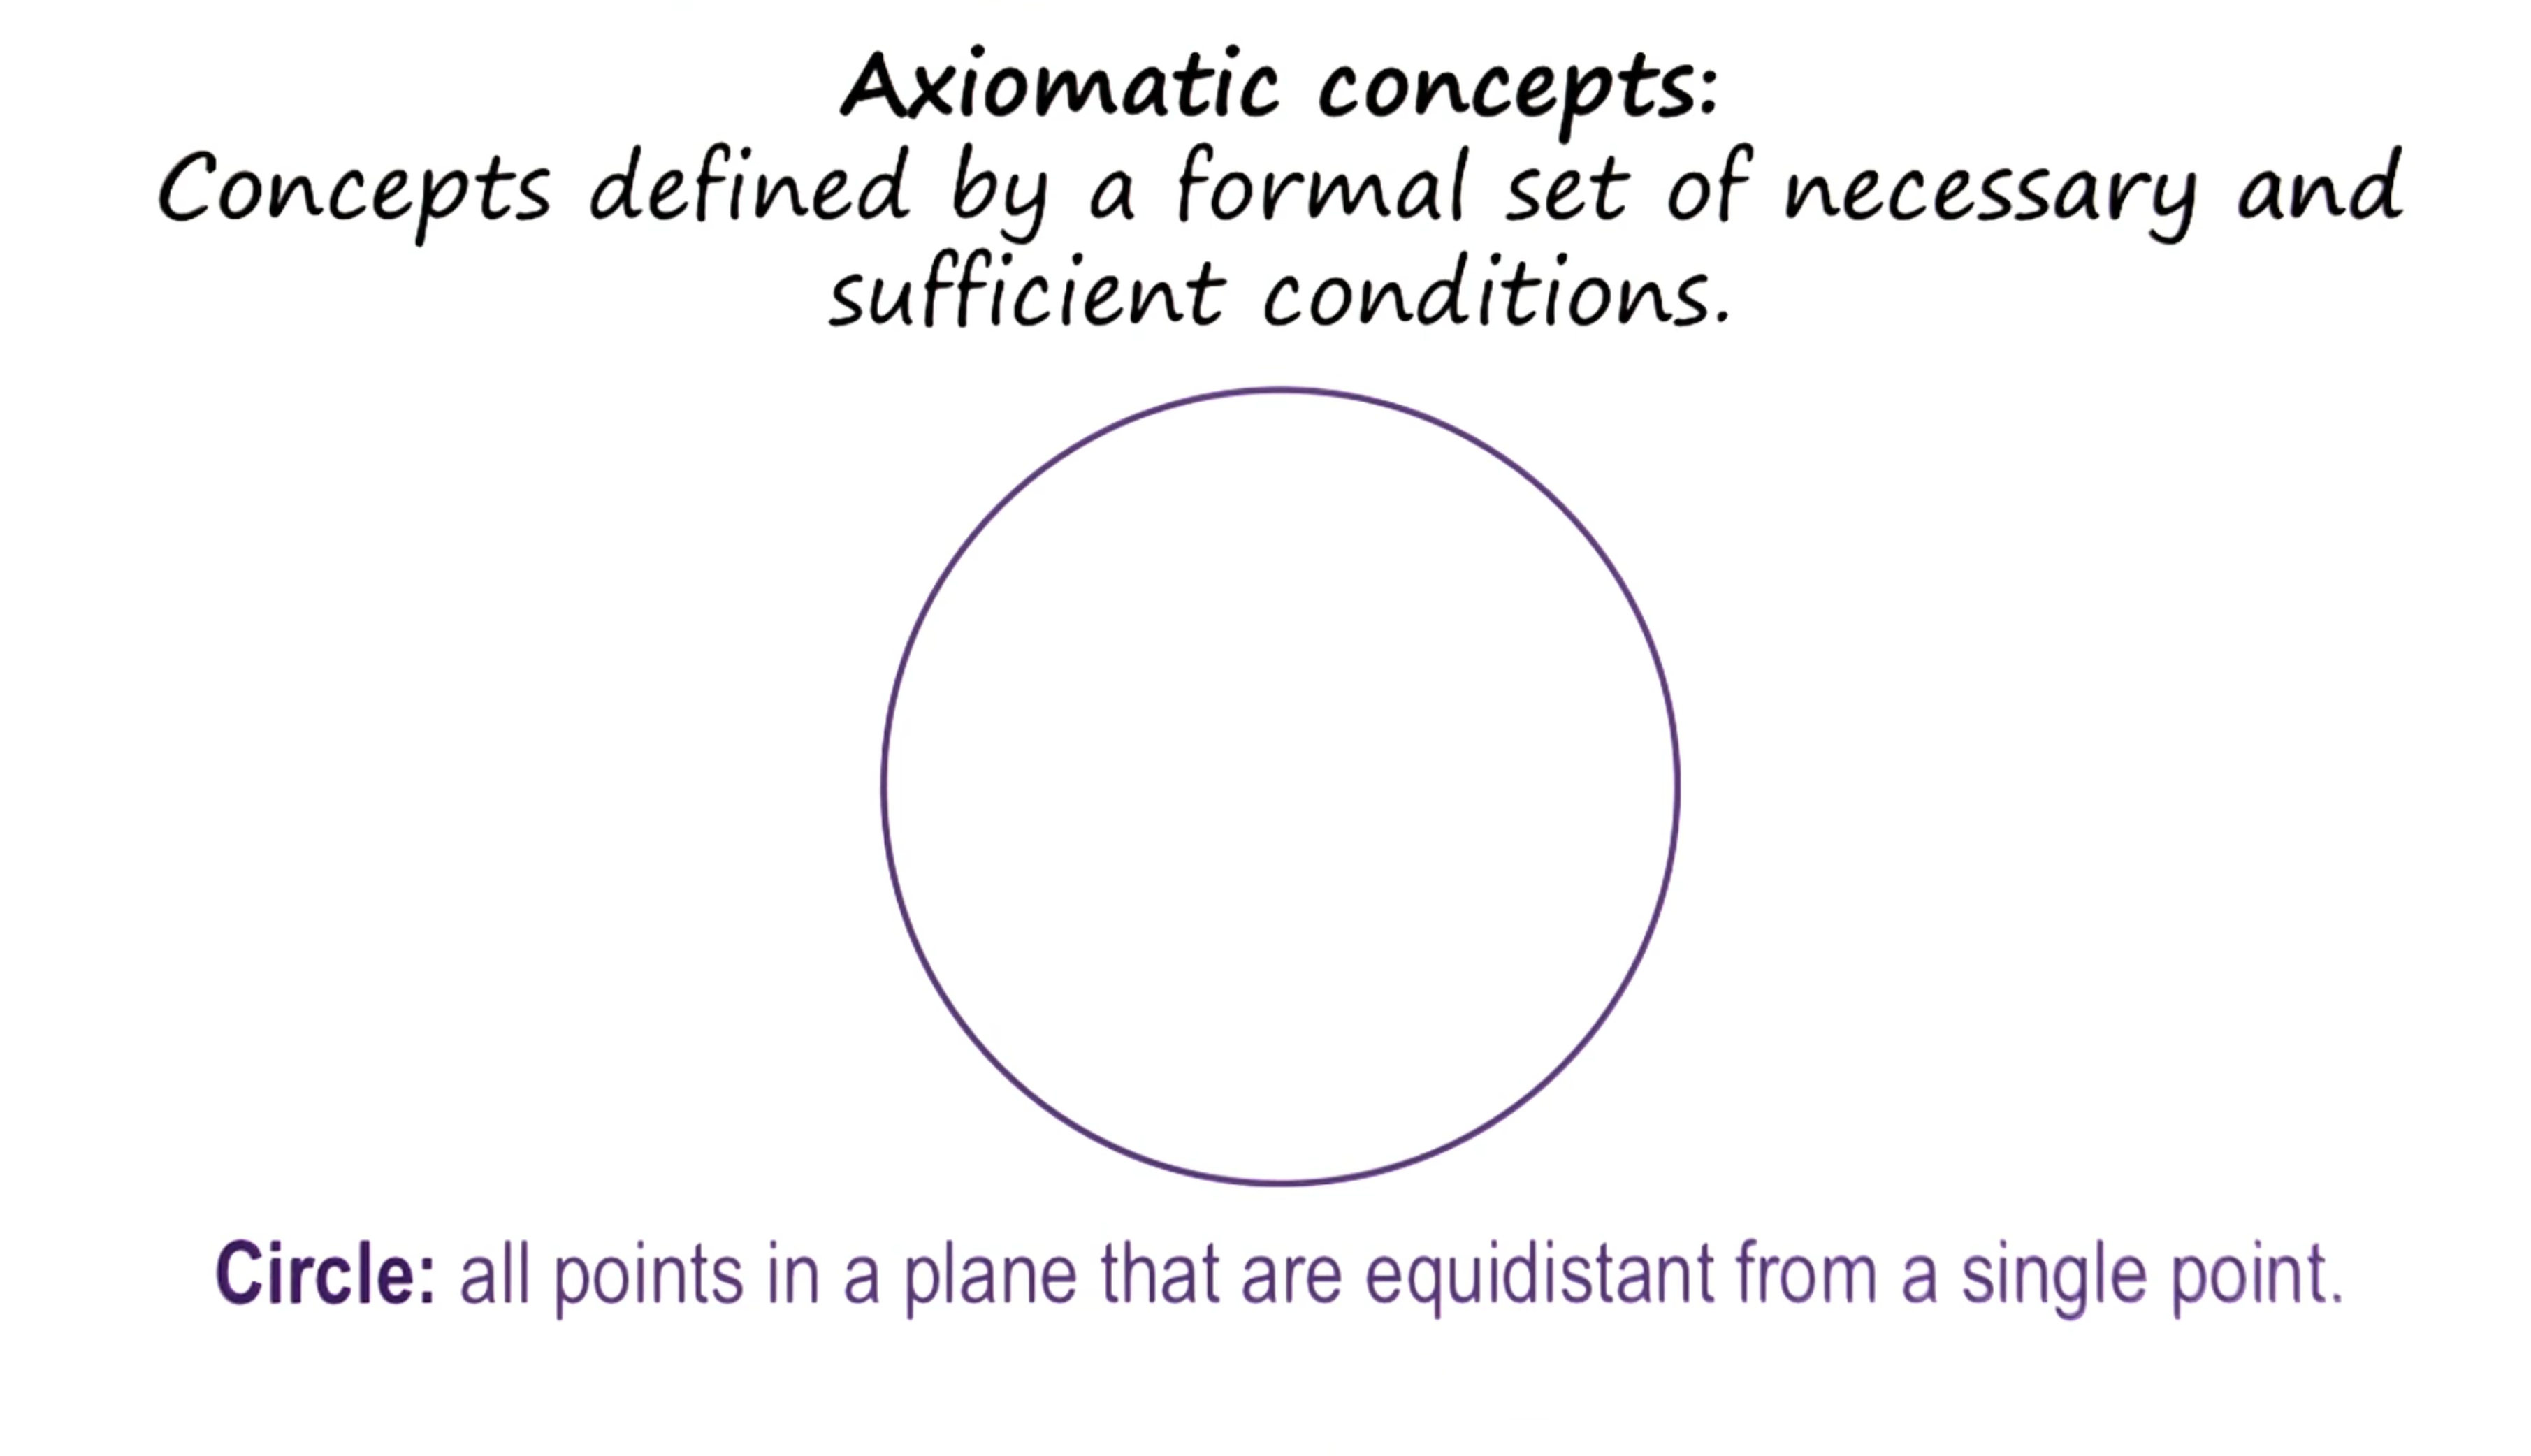 Axiomatic concepts:
Concepts defined by a formal set of necessary and
sufficient conditions.
Circle: all points in a plane that are equidistant from a single point.